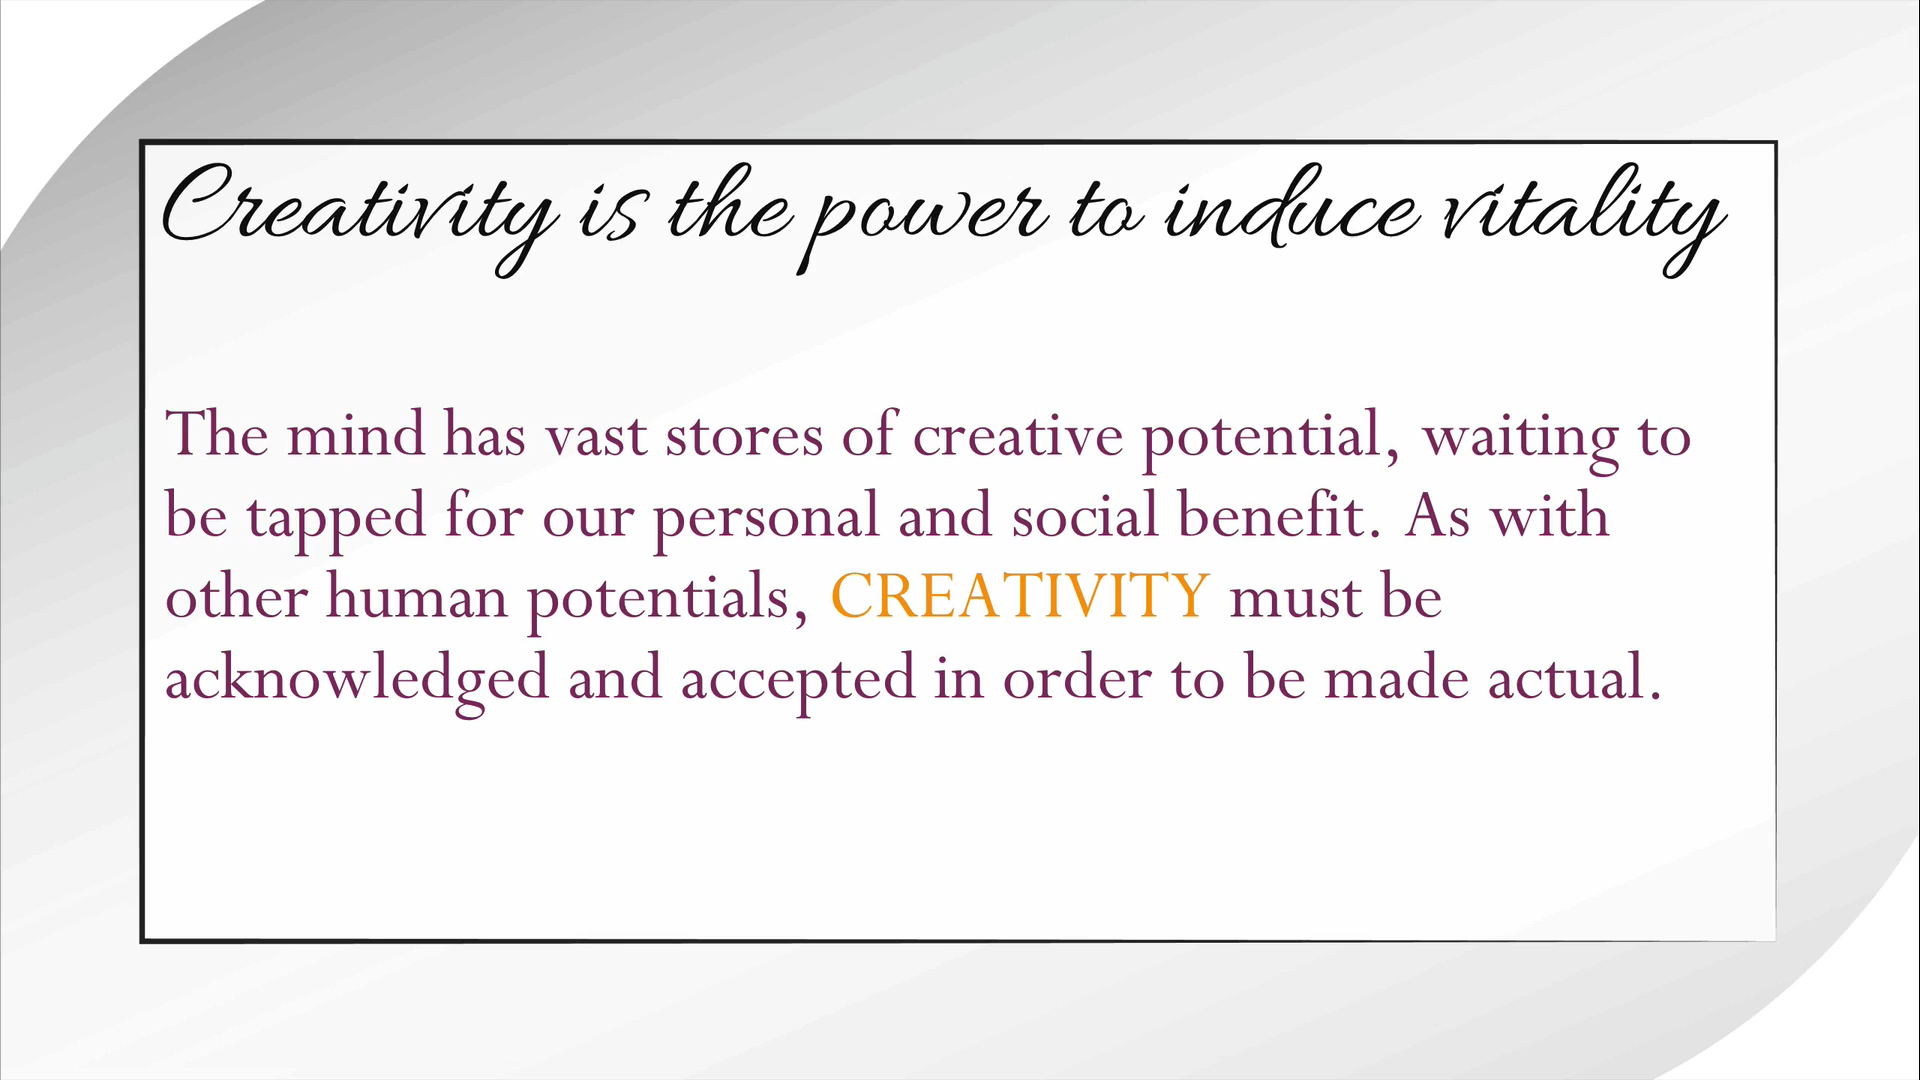 Creativity is the power to induce vitality
The mind has vast stores of creative potential, waiting to
be tapped for our personal and social benefit. As with
other human potentials, CREATIVITY must be
acknowledged and accepted in order to be made actual.